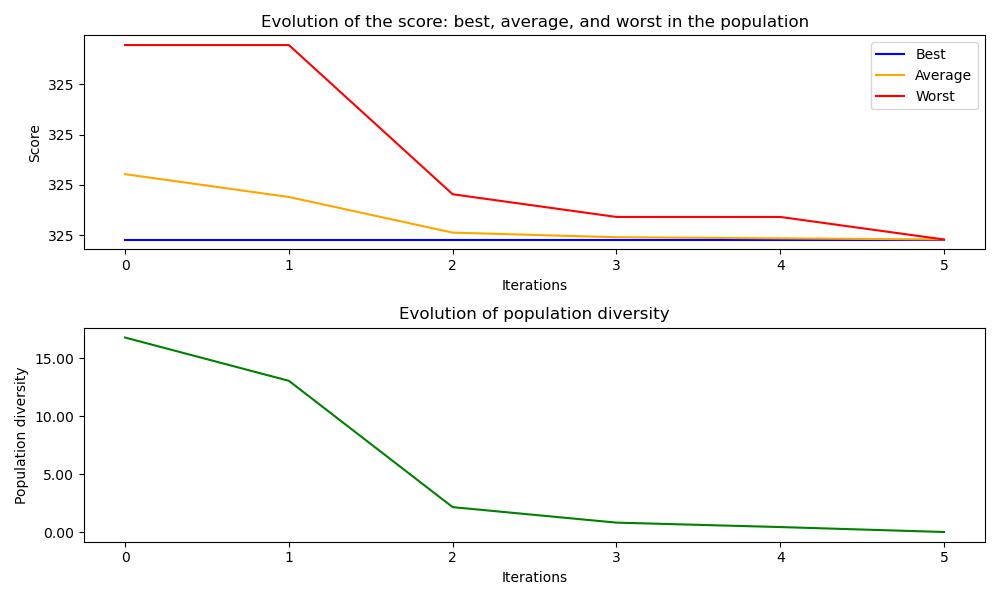 Evolution of the score: best, average, and worst in the population
325
325
325
325
Score
Best
Average
Worst
0 1 2 3 4 5
Iterations
Evolution of population diversity
15.00
10.00
5.00
0.00
Population diversity
0 1 2 3 4 5
Iterations